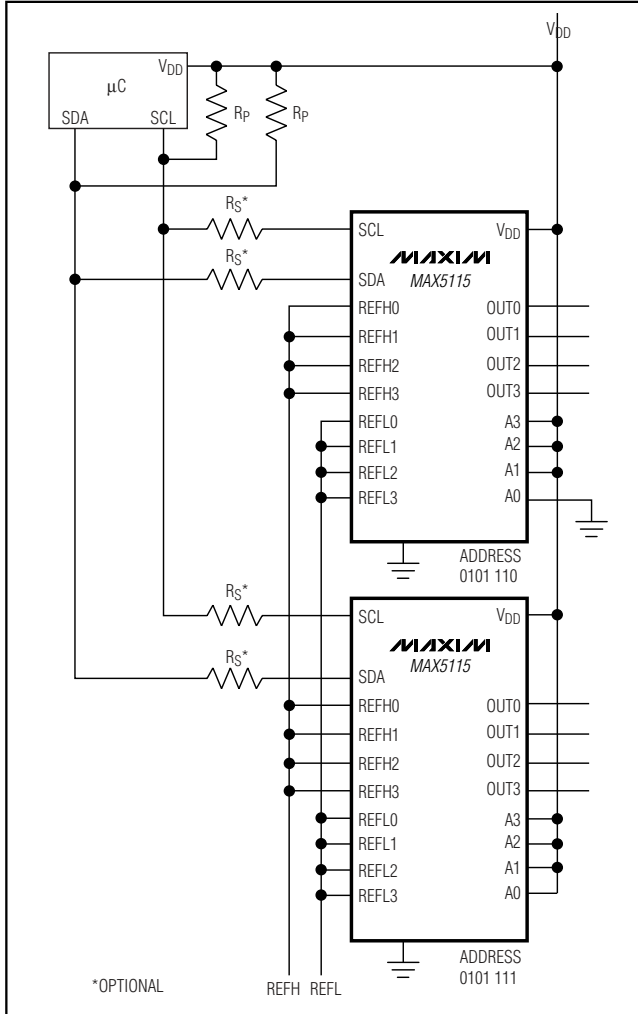 VDD
μC
VDD
SDA
SCL
RP
RP
RS*
RS*
SCL
VDD
MAXIM
MAX5115
SDA
REFH0
REFH1
REFH2
REFH3
REFL0
REFL1
REFL2
REFL3
OUT0
OUT1
OUT2
OUT3
A3
A2
A1
A0
ADDRESS
0101 110
RS*
RS*
SCL
VDD
MAXIM
MAX5115
SDA
REFH0
REFH1
REFH2
REFH3
REFL0
REFL1
REFL2
REFL3
OUT0
OUT1
OUT2
OUT3
A3
A2
A1
A0
ADDRESS
0101 111
*OPTIONAL
REFH REFL